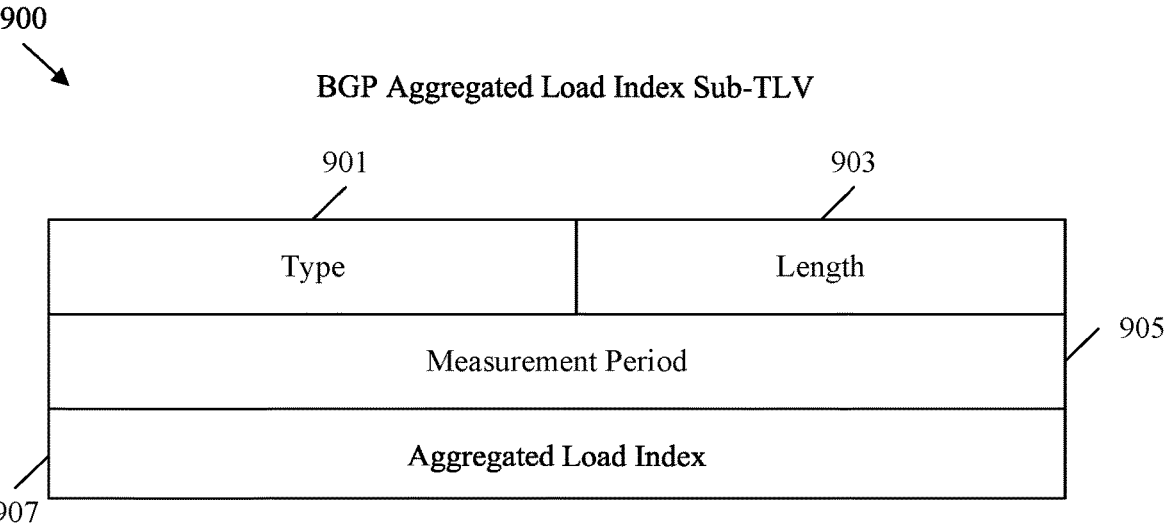 900
BGP Aggregated Load Index Sub-TLV
901
903
Type
Length
905
Measurement Period
Aggregated Load Index
907